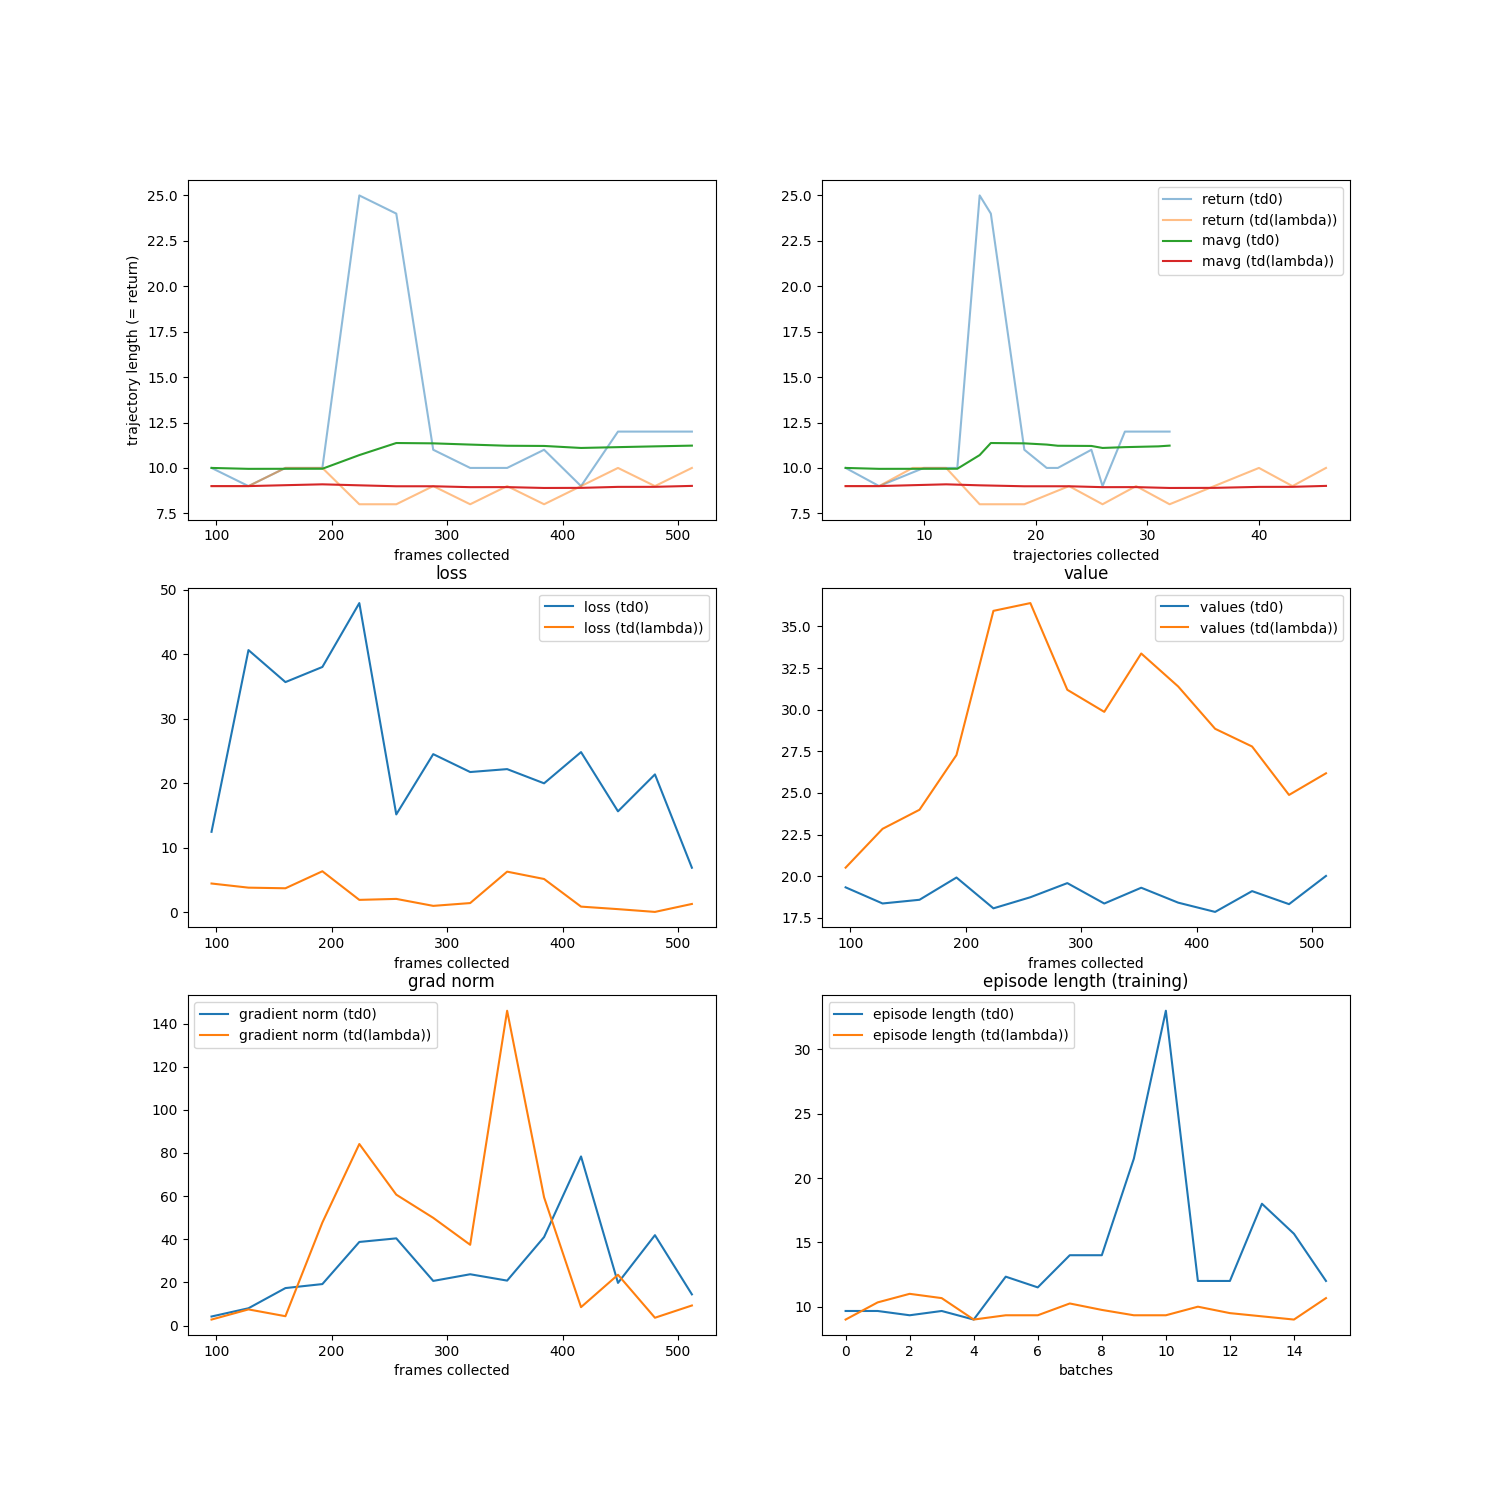 25.0
22.5
20.0
17.5
15.0
12.5
10.0
7.5
trajectory length (= return)
100 200 300 400 500
frames collected
25.0
22.5
20.0
17.5
15.0
12.5
10.0
7.5
return (td0)
return (td(lambda))
mavg (td0)
mavg (td(lambda))
10 20 30 40
trajectories collected
loss
50
40
30
20
10
0
loss (td0)
loss (td(lambda))
100 200 300 400 500
frames collected
value
35.0
32.5
30.0
27.5
25.0
22.5
20.0
17.5
values (td0)
values (td(lambda))
100 200 300 400 500
frames collected
grad norm
140
120
100
80
60
40
20
0
gradient norm (td0)
gradient norm (td(lambda))
100 200 300 400 500
frames collected
episode length (training)
30
25
20
15
10
episode length (td0)
episode length (td(lambda))
0 2 4 6 8 10 12 14
batches